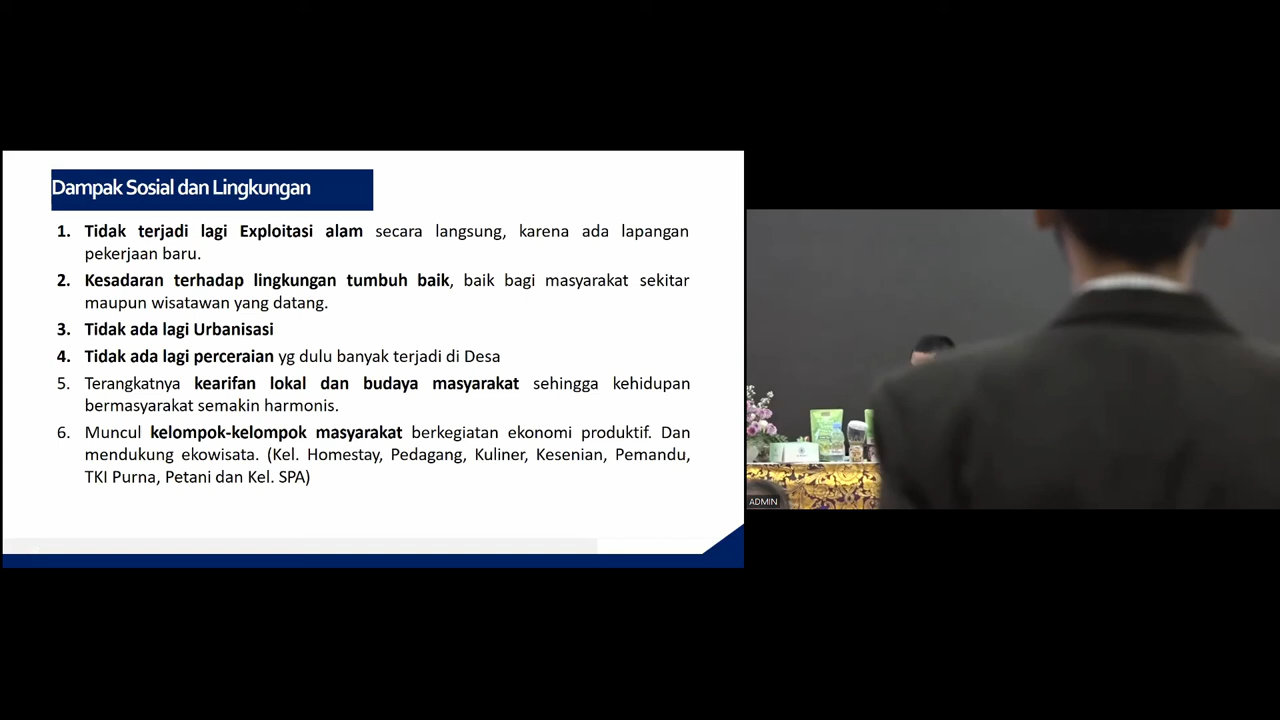 Dampak Sosial dan Lingkungan
1. Tidak terjadi lagi Exploitasi alam secara langsung, karena ada lapangan
pekerjaan baru.
2. Kesadaran terhadap lingkungan tumbuh baik, baik bagi masyarakat sekitar
maupun wisatawan yang datang.
3. Tidak ada lagi Urbanisasi
4. Tidak ada lagi perceraian yg dulu banyak terjadi di Desa
5. Terangkatnya kearifan lokal dan budaya masyarakat sehingga kehidupan
bermasyarakat semakin harmonis.
6. Muncul kelompok-kelompok masyarakat berkegiatan ekonomi produktif. Dan
mendukung ekowisata. (Kel. Homestay, Pedagang, Kuliner, Kesenian, Pemandu,
TKI Purna, Petani dan Kel. SPA)
ADMIN